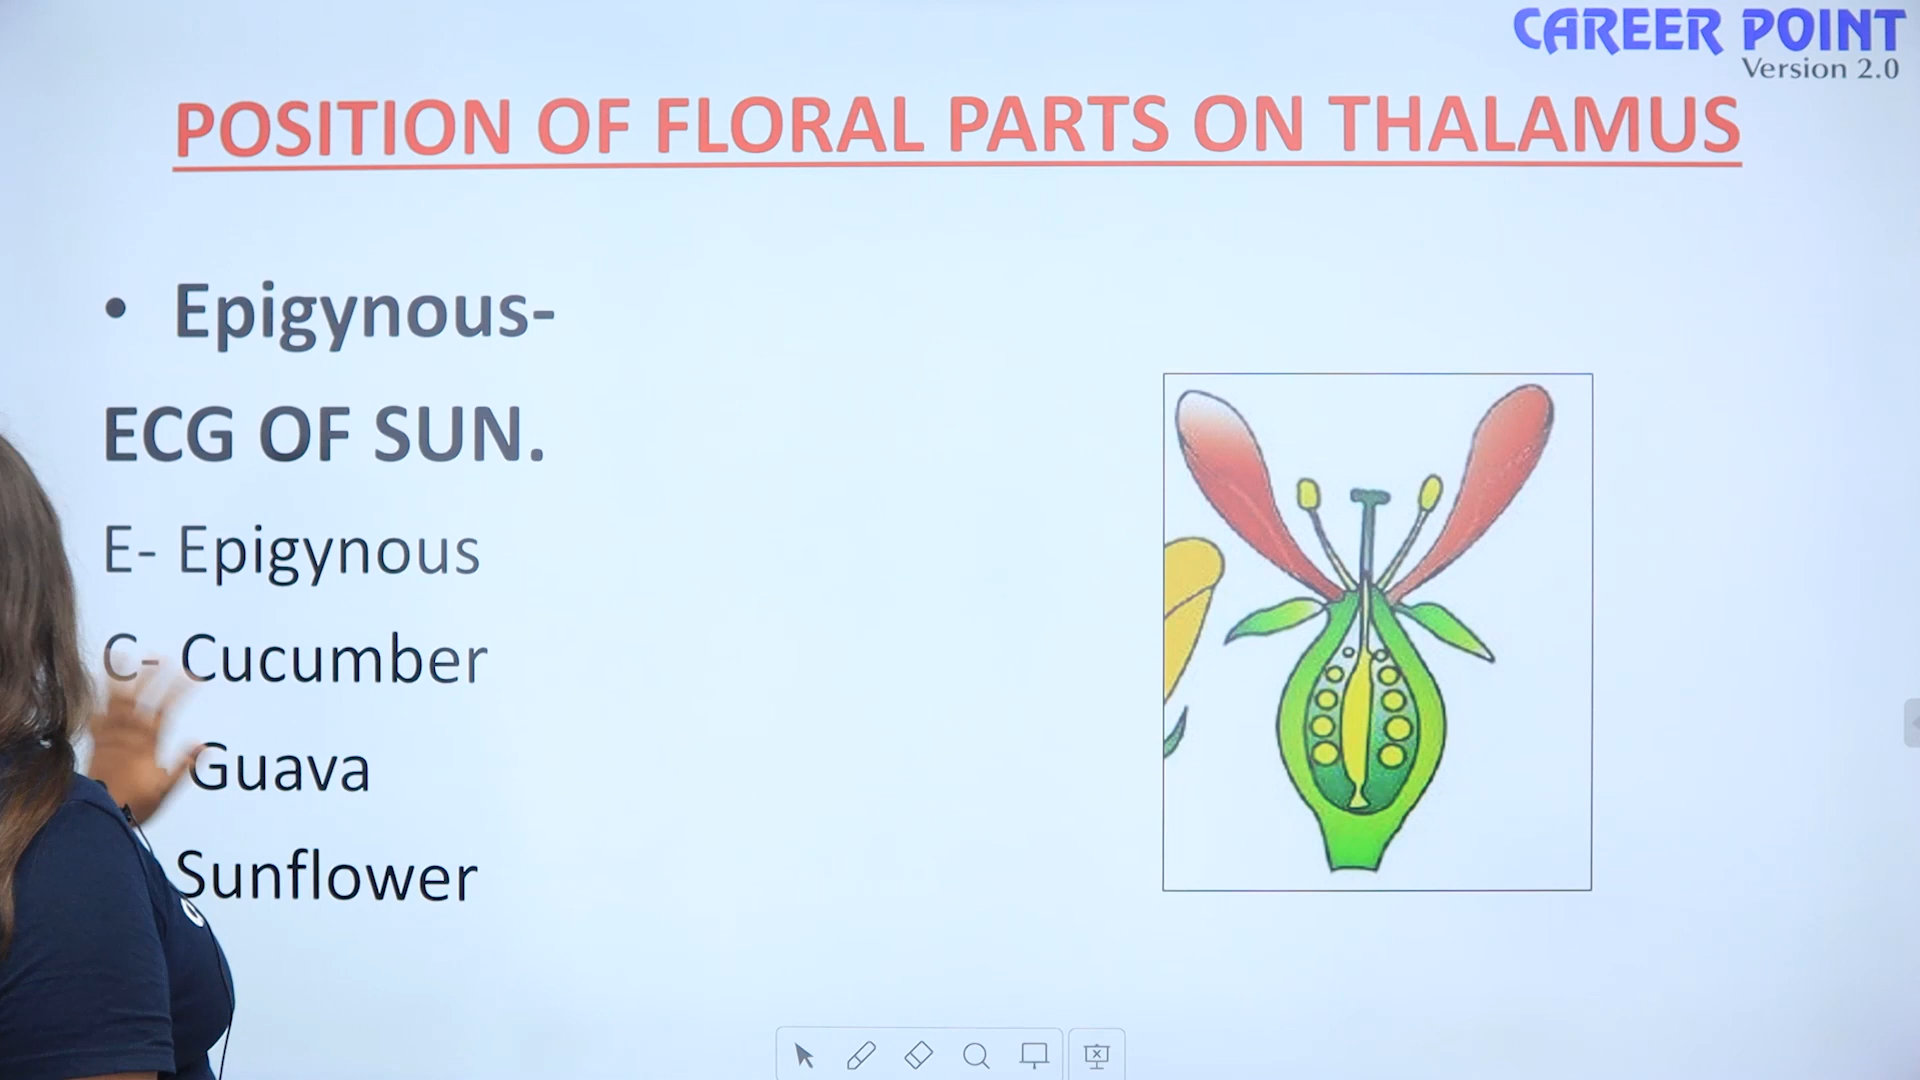 CAREER POINT
Version 2.0
POSITION OF FLORAL PARTS ON THALAMUS
• Epigynous-
ECG OF SUN.
E- Epigynous
C- Cucumber
Guava
Sunflower